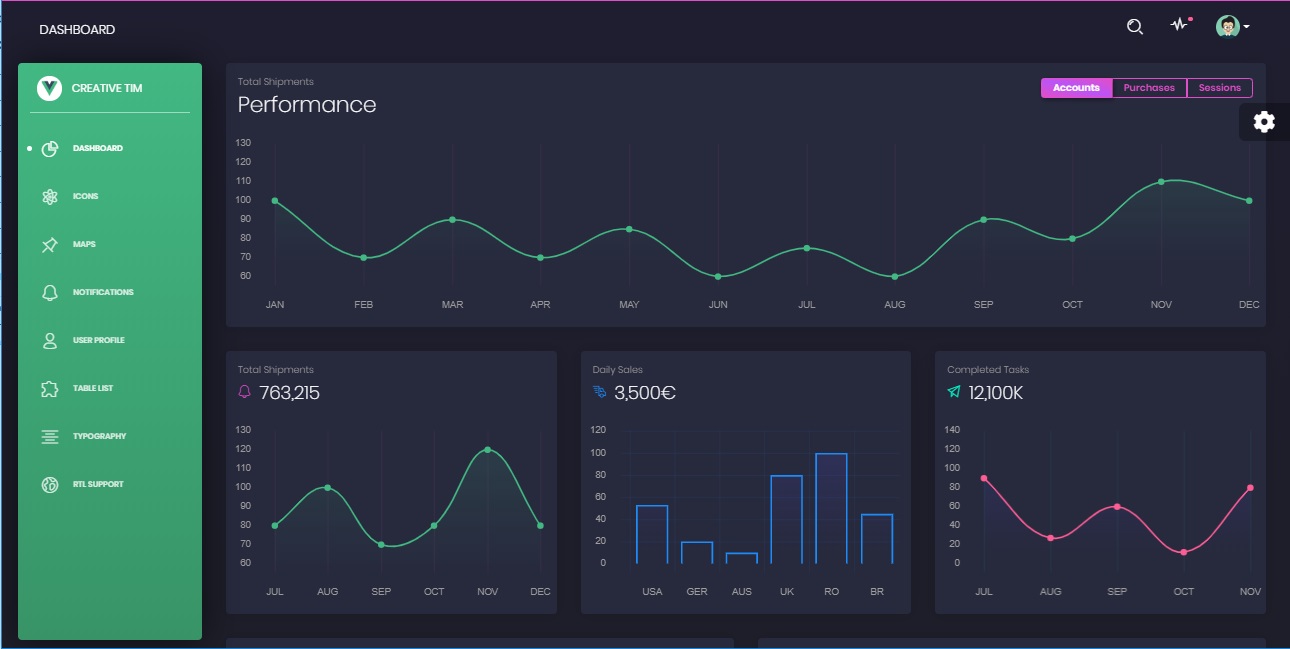 DASHBOARD
CREATIVE TIM
DASHBOARD
ICONS
MAPS
NOTIFICATIONS
USER PROFILE
TABLE LIST
TYPOGRAPHY
RTL SUPPORT
Total Shipments
Performance
Accounts Purchases Sessions
130
120
110
100
90
80
70
60
JAN FEB MAR APR MAY JUN JUL AUG SEP OCT NOV DEC
Total Shipments
763,215
130
120
110
100
90
80
70
60
JUL AUG SEP OCT NOV DEC
Daily Sales
3,500€
120
100
80
60
40
20
0
USA GER AUS UK RO BR
Completed Tasks
12,100K
140
120
100
80
60
40
20
0
JUL AUG SEP OCT NOV